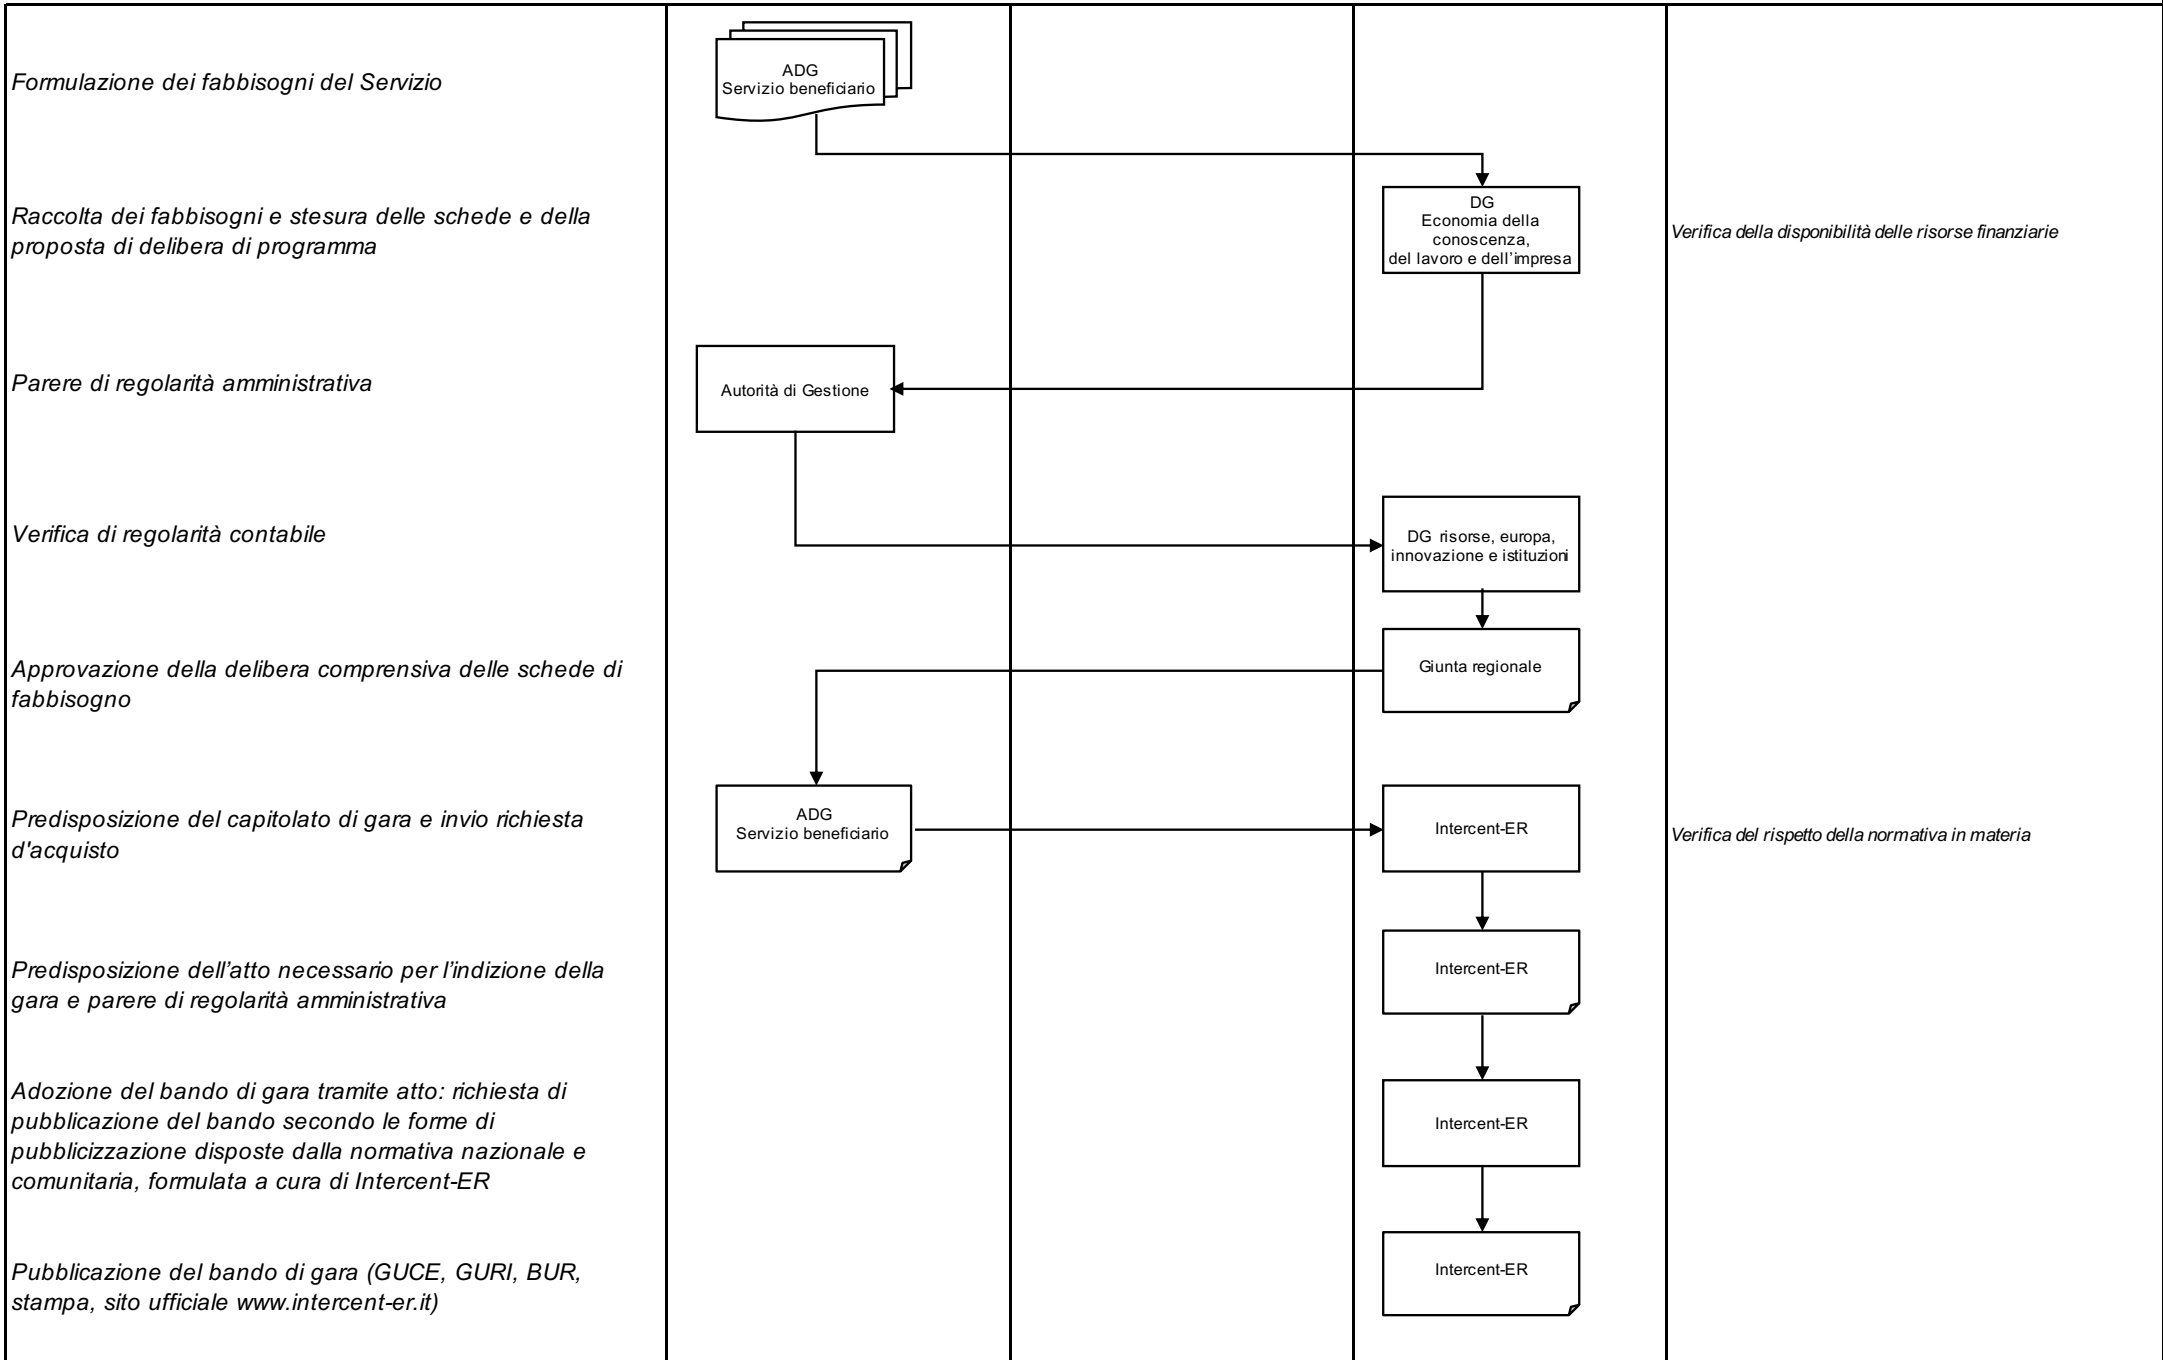 Formulazione dei fabbisogni del Servizio
ADG
Servizio beneficiario
Raccolta dei fabbisogni e stesura delle schede e della
proposta di delibera di programma
DG
Economia della
conoscenza,
del lavoro e dell'impresa
Verifica della disponibilità delle risorse finanziarie
Parere di regolarità amministrativa
Autorità di Gestione
Verifica di regolarità contabile
DG risorse, europa,
innovazione e istituzioni
Approvazione della delibera comprensiva delle schede di
fabbisogno
Giunta regionale
Predisposizione del capitolato di gara e invio richiesta
d'acquisto
ADG
Servizio beneficiario
Intercent-ER
Verifica del rispetto della normativa in materia
Predisposizione dell'atto necessario per l'indizione della
gara e parere di regolarità amministrativa
Intercent-ER
Adozione del bando di gara tramite atto: richiesta di
pubblicazione del bando secondo le forme di
pubblicizzazione disposte dalla normativa nazionale e
comunitaria, formulata a cura di Intercent-ER
Intercent-ER
Pubblicazione del bando di gara (GUCE, GURI, BUR,
stampa, sito ufficiale www.intercent-er.it)
Intercent-ER